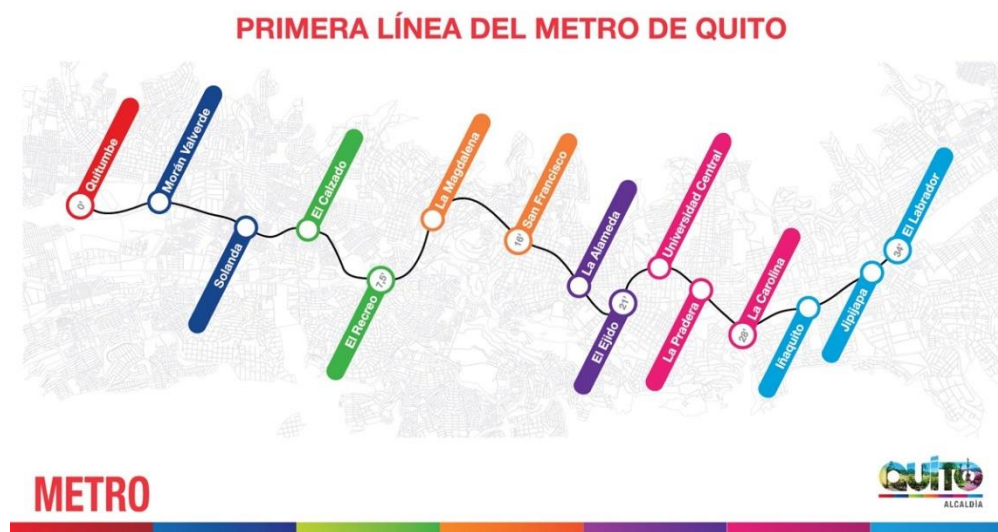 PRIMERA LÍNEA DEL METRO DE QUITO
0'
Quitumbe
Morán Valverde
Solanda
El Calzado
7,5'
El Recreo
La Magdalena
16'
San Francisco
La Alameda
21'
El Ejido
Universidad Central
La Pradera
28'
La Carolina
Iñaquito
Jipijapa
34'
El Labrador
METRO
QUITO
ALCALDÍA